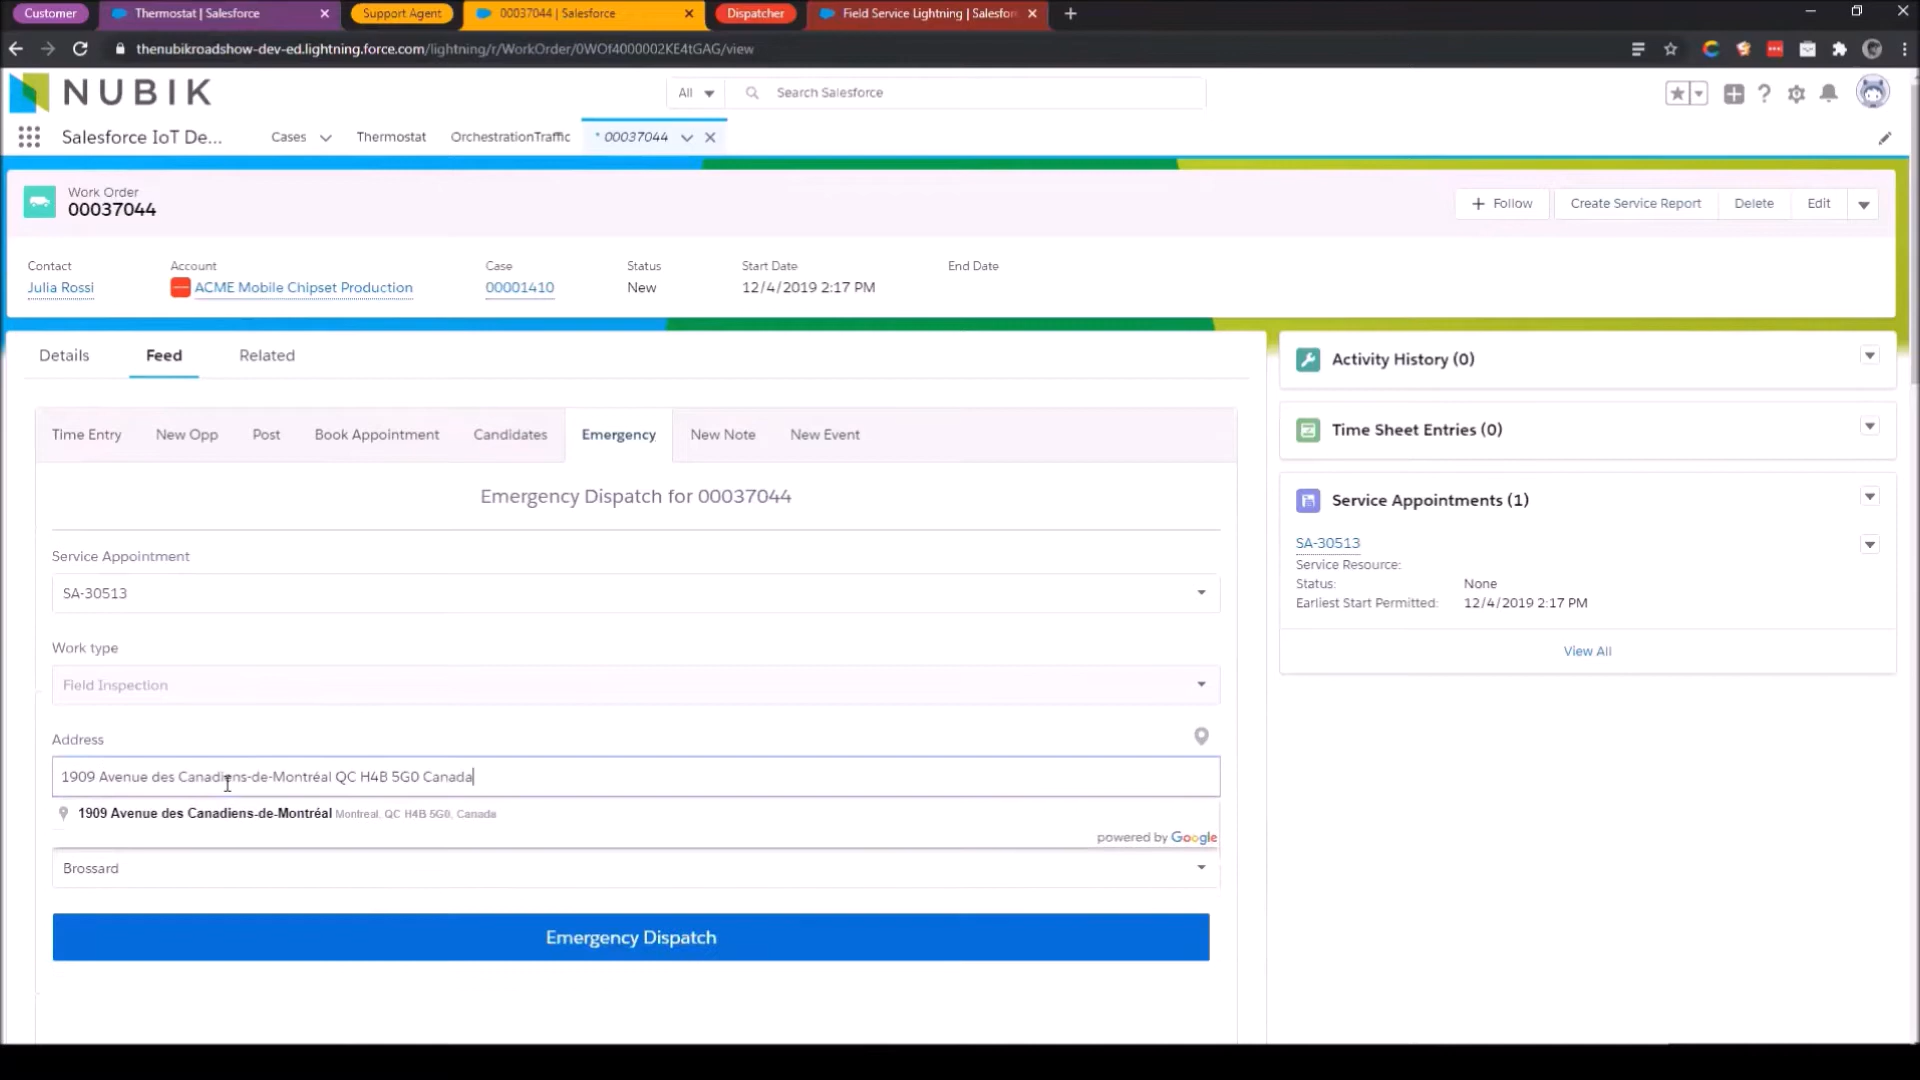 Customer
Thermostat | Salesforce
Support Agent
00037044 | Salesforce
Dispatcher
Field Service Lightning | Salesfor
thenubikroadshow-dev-ed.lightning.force.com/lightning/r/WorkOrder/0WOf4000002KE4tGAG/view
NUBIK
All
Search Salesforce
Salesforce IoT De...
Cases
Thermostat
OrchestrationTraffic
* 00037044
Work Order
00037044
Follow
Create Service Report
Delete
Edit
Contact
Account
Case
Status
Start Date
End Date
Julia Rossi
ACME Mobile Chipset Production
00001410
New
12/4/2019 2:17 PM
Details
Feed
Related
Time Entry
New Opp
Post
Book Appointment
Candidates
Emergency
New Note
New Event
Emergency Dispatch for 00037044
Service Appointment
SA-30513
Work type
Field Inspection
Address
1909 Avenue des Canadiens-de-Montréal QC H4B 5G0 Canada
1909 Avenue des Canadiens-de-Montréal Montreal, QC H4B 5G0, Canada
powered by Google
Brossard
Emergency Dispatch
Activity History (0)
Time Sheet Entries (0)
Service Appointments (1)
SA-30513
Service Resource:
Status: None
Earliest Start Permitted: 12/4/2019 2:17 PM
View All